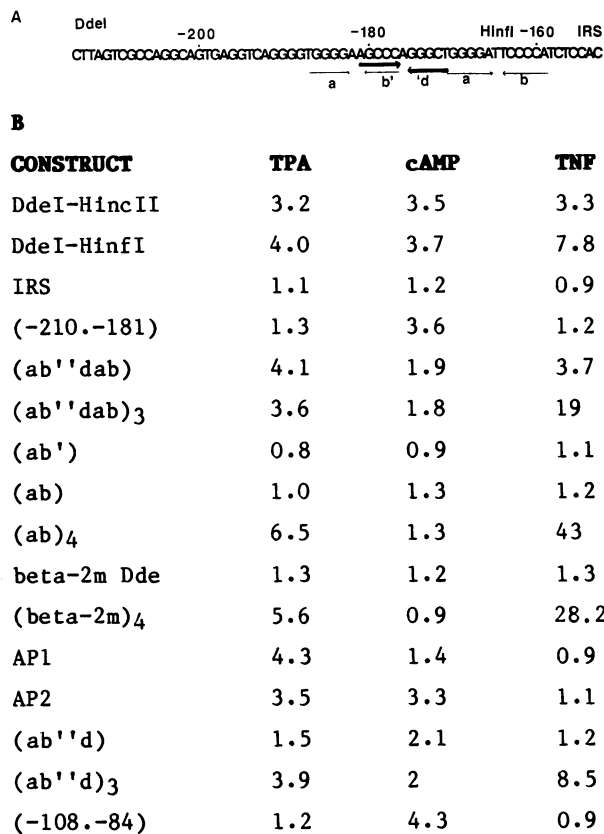 A
DdeI -200 -180 HinfI -160 IRS
CTTAGTCGCCAGGCAGTGAGGTCAGGGGTGGGGAAGCCCAGGGCTGGGGATTCCCCATCTCCAC
a b' 'd a b
B
CONSTRUCT TPA cAMP TNF
DdeI-HincII 3.2 3.5 3.3
DdeI-HinfI 4.0 3.7 7.8
IRS 1.1 1.2 0.9
(-210.-181) 1.3 3.6 1.2
(ab''dab) 4.1 1.9 3.7
(ab''dab)3 3.6 1.8 19
(ab') 0.8 0.9 1.1
(ab) 1.0 1.3 1.2
(ab)4 6.5 1.3 43
beta-2m Dde 1.3 1.2 1.3
(beta-2m)4 5.6 0.9 28.2
AP1 4.3 1.4 0.9
AP2 3.5 3.3 1.1
(ab''d) 1.5 2.1 1.2
(ab''d)3 3.9 2 8.5
(-108.-84) 1.2 4.3 0.9